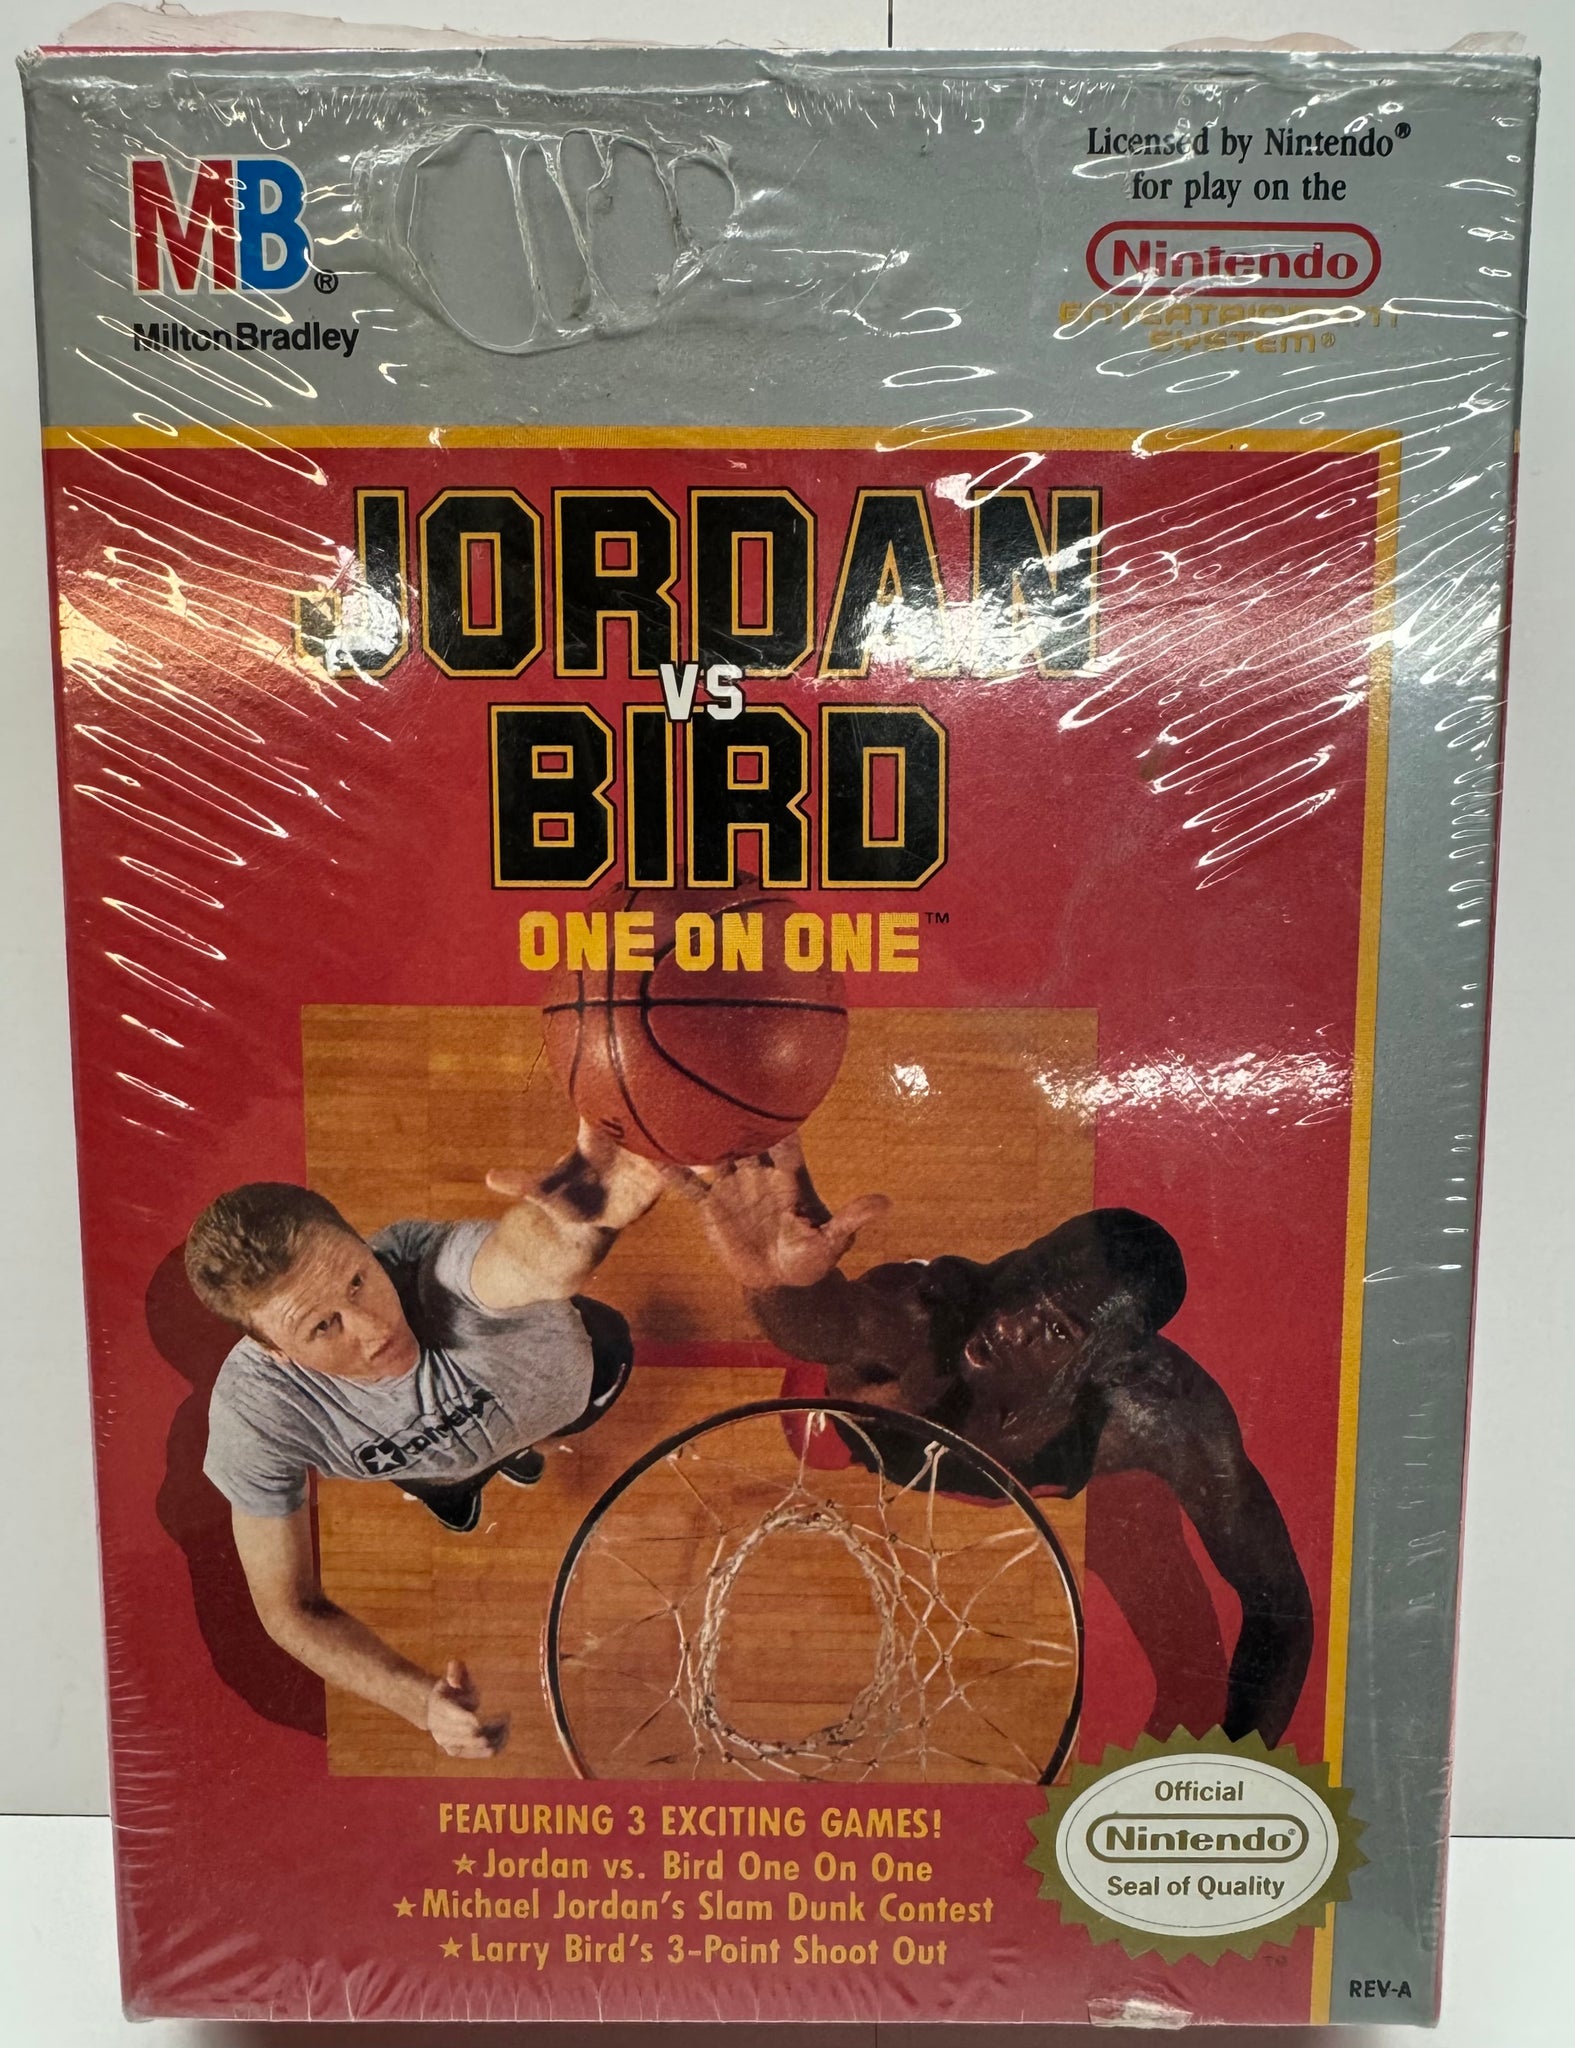 MB®
MiltonBradley
Licensed by Nintendo®
for play on the
Nintendo
ENTERTAINMENT
SYSTEM®
JORDAN
VS
BIRD
ONE ON ONE™
FEATURING 3 EXCITING GAMES!
★Jordan vs. Bird One On One
★Michael Jordan's Slam Dunk Contest
★Larry Bird's 3-Point Shoot Out
Official
Nintendo®
Seal of Quality
TM
REV-A